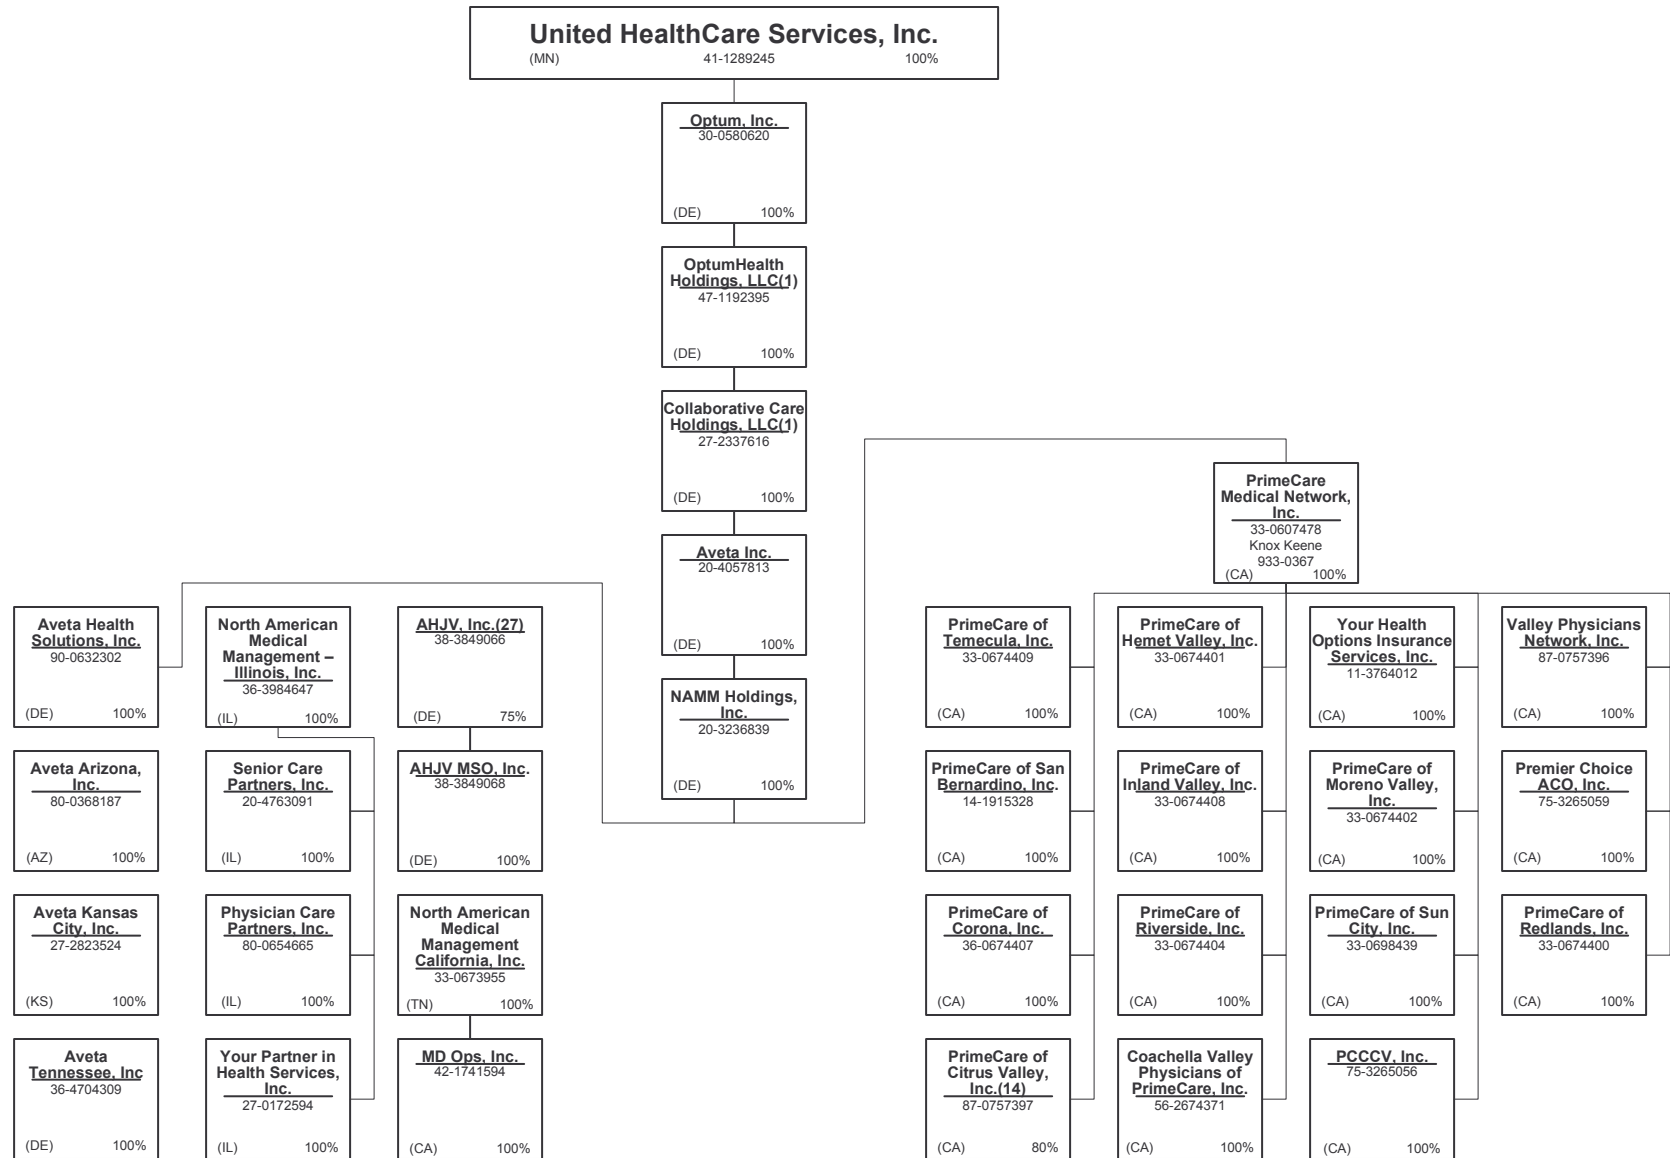 United HealthCare Services, Inc.
(MN) 41-1289245 100%
Optum, Inc.
30-0580620
(DE) 100%
OptumHealth
Holdings, LLC(1)
47-1192395
(DE) 100%
Collaborative Care
Holdings, LLC(1)
27-2337616
(DE) 100%
Aveta Inc.
20-4057813
(DE) 100%
NAMM Holdings,
Inc.
20-3236839
(DE) 100%
Aveta Health
Solutions, Inc.
90-0632302
(DE) 100%
North American
Medical
Management –
Illinois, Inc.
36-3984647
(IL) 100%
AHJV, Inc.(27)
38-3849066
(DE) 75%
Aveta Arizona,
Inc.
80-0368187
(AZ) 100%
Senior Care
Partners, Inc.
20-4763091
(IL) 100%
AHJV MSO, Inc.
38-3849068
(DE) 100%
Aveta Kansas
City, Inc.
27-2823524
(KS) 100%
Physician Care
Partners, Inc.
80-0654665
(IL) 100%
North American
Medical
Management
California, Inc.
33-0673955
(TN) 100%
Aveta
Tennessee, Inc
36-4704309
(DE) 100%
Your Partner in
Health Services,
Inc.
27-0172594
(IL) 100%
MD Ops, Inc.
42-1741594
(CA) 100%
PrimeCare
Medical Network,
Inc.
33-0607478
Knox Keene
933-0367
(CA) 100%
PrimeCare of
Temecula, Inc.
33-0674409
(CA) 100%
PrimeCare of
Hemet Valley, Inc.
33-0674401
(CA) 100%
Your Health
Options Insurance
Services, Inc.
11-3764012
(CA) 100%
Valley Physicians
Network, Inc.
87-0757396
(CA) 100%
PrimeCare of San
Bernardino, Inc.
14-1915328
(CA) 100%
PrimeCare of
Inland Valley, Inc.
33-0674408
(CA) 100%
PrimeCare of
Moreno Valley,
Inc.
33-0674402
(CA) 100%
Premier Choice
ACO, Inc.
75-3265059
(CA) 100%
PrimeCare of
Corona, Inc.
36-0674407
(CA) 100%
PrimeCare of
Riverside, Inc.
33-0674404
(CA) 100%
PrimeCare of Sun
City, Inc.
33-0698439
(CA) 100%
PrimeCare of
Redlands, Inc.
33-0674400
(CA) 100%
PrimeCare of
Citrus Valley,
Inc.(14)
87-0757397
(CA) 80%
Coachella Valley
Physicians of
PrimeCare, Inc.
56-2674371
(CA) 100%
PCCCV, Inc.
75-3265056
(CA) 100%